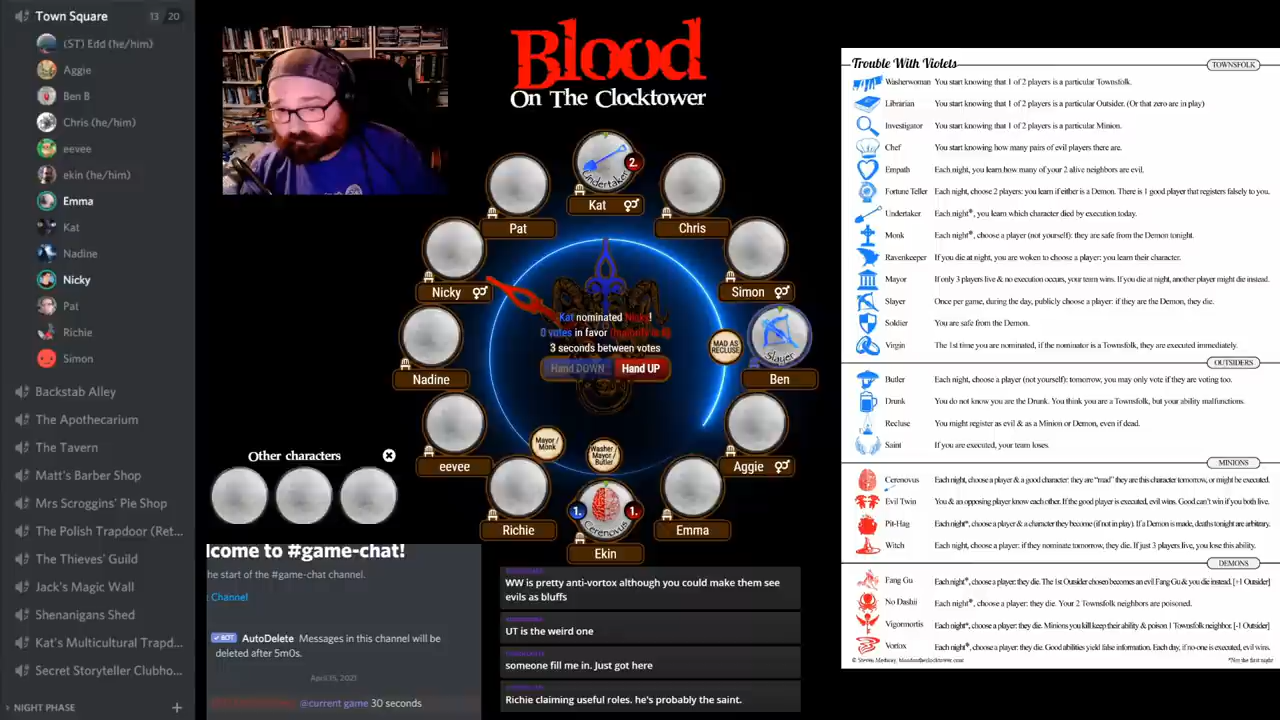 Town Square
13 20
(ST) Edd (he/him)
Aggie
Ben B
Chris (he/him)
eevee
ekin (he/him)
Emma
Kat
Nadine
Nicky
Pat
Richie
Simon
Backstab Alley
The Apothecarium
The Tavern
Matt's Barber Shop
Mrs Scroggs' Pie Shop
The Potion Trader (Ret...
The Thieves' Guild
Jack's Magic Stall
NIGHT PHASE
Kat's Multicultural Trapd...
Secret Storyteller Clubho...
Blood
On The Clocktower
Undertaker
2.
Kat
Pat
Chris
Nicky
Simon
Kat nominated Nicky!
0 votes in favor
3 seconds between votes
Hand DOWN
Hand UP
MAD AS RECLUSE
Slayer
Nadine
Ben
Mayor / Monk
Washer / Mayor / Butler
eevee
Aggie
Other characters
1.
1.
Cerenovus
Richie
Emma
Ekin
lcome to #game-chat!
he start of the #game-chat channel.
Channel
BOT AutoDelete Messages in this channel will be
deleted after 5m0s.
April 15, 2021
@current game 30 seconds
WW is pretty anti-vortox although you could make them see
evils as bluffs
UT is the weird one
someone fill me in. Just got here
Richie claiming useful roles. he's probably the saint.
Trouble With Violets
TOWNSFOLK
Washerwoman You start knowing that 1 of 2 players is a particular Townsfolk.
Librarian You start knowing that 1 of 2 players is a particular Outsider. (Or that zero are in play)
Investigator You start knowing that 1 of 2 players is a particular Minion.
Chef You start knowing how many pairs of evil players there are.
Empath Each night, you learn how many of your 2 alive neighbors are evil.
Fortune Teller Each night, choose 2 players: you learn if either is a Demon. There is 1 good player that registers falsely to you.
Undertaker Each night*, you learn which character died by execution today.
Monk Each night*, choose a player (not yourself): they are safe from the Demon tonight.
Ravenkeeper If you die at night, you are woken to choose a player: you learn their character.
Mayor If only 3 players live & no execution occurs, your team wins. If you die at night, another player might die instead.
Slayer Once per game, during the day, publicly choose a player: if they are the Demon, they die.
Soldier You are safe from the Demon.
Virgin The 1st time you are nominated, if the nominator is a Townsfolk, they are executed immediately.
OUTSIDERS
Butler Each night, choose a player (not yourself): tomorrow, you may only vote if they are voting too.
Drunk You do not know you are the Drunk. You think you are a Townsfolk, but your ability malfunctions.
Recluse You might register as evil & as a Minion or Demon, even if dead.
Saint If you are executed, your team loses.
MINIONS
Cerenovus Each night, choose a player & a good character: they are "mad" they are this character tomorrow, or might be executed.
Evil Twin You & an opposing player know each other. If the good player is executed, evil wins. Good can't win if you both live.
Pit-Hag Each night*, choose a player & a character they become (if not in play). If a Demon is made, deaths tonight are arbitrary.
Witch Each night, choose a player: if they nominate tomorrow, they die. If just 3 players live, you lose this ability.
DEMONS
Fang Gu Each night*, choose a player: they die. The 1st Outsider chosen becomes an evil Fang Gu & you die instead. [+1 Outsider]
No Dashii Each night*, choose a player: they die. Your 2 Townsfolk neighbors are poisoned.
Vigormortis Each night*, choose a player: they die. Minions you kill keep their ability & poison 1 Townsfolk neighbor. [-1 Outsider]
Vortox Each night*, choose a player: they die. Good abilities yield false information. Each day, if no-one is executed, evil wins.
© Steven Medway, bloodontheclocktower.com
*Not the first night